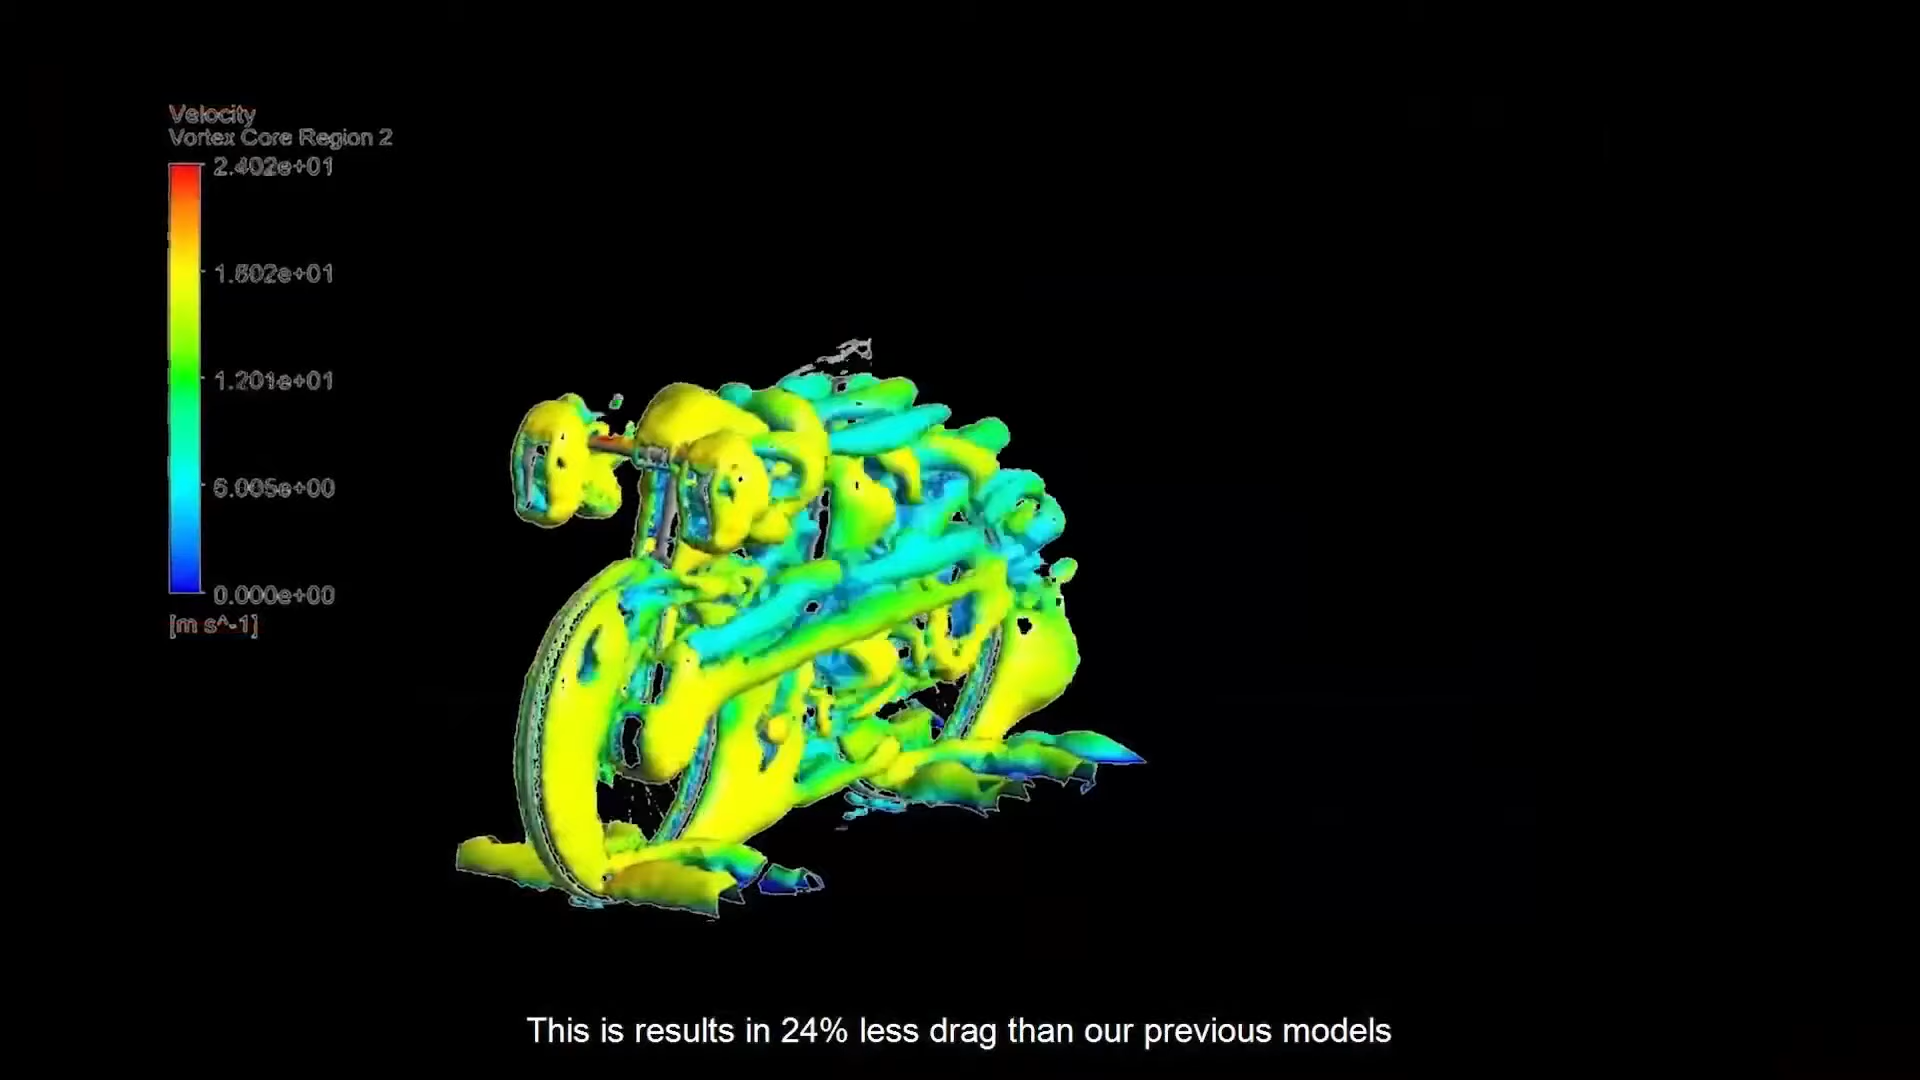 Velocity
Vortex Core Region 2
2.402e+01
1.602e+01
1.201e+01
6.005e+00
0.000e+00
[m s^-1]
This is results in 24% less drag than our previous models